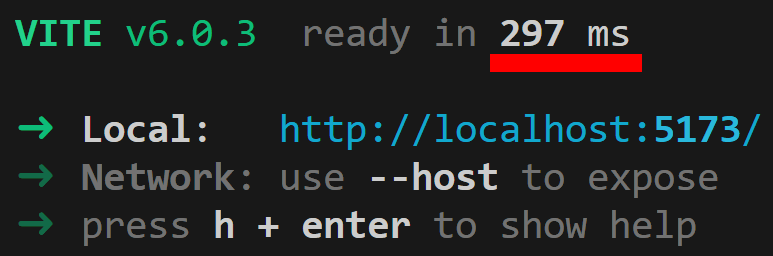 VITE v6.0.3 ready in 297 ms
➜ Local: http://localhost:5173/
➜ Network: use --host to expose
➜ press h + enter to show help